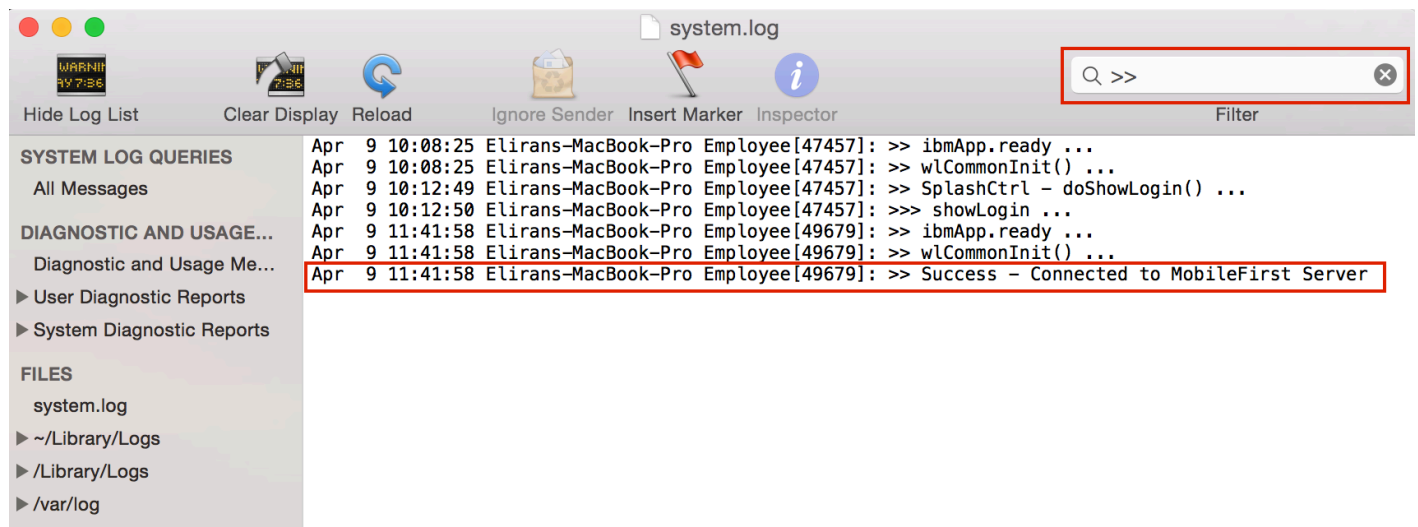 system.log
WARNIN
AY 7:36
7:36
>>
Hide Log List
Clear Display
Reload
Ignore Sender
Insert Marker
Inspector
Filter
SYSTEM LOG QUERIES
All Messages
DIAGNOSTIC AND USAGE...
Diagnostic and Usage Me...
User Diagnostic Reports
System Diagnostic Reports
FILES
system.log
~/Library/Logs
/Library/Logs
/var/log
Apr 9 10:08:25 Elirans-MacBook-Pro Employee[47457]: >> ibmApp.ready ...
Apr 9 10:08:25 Elirans-MacBook-Pro Employee[47457]: >> wlCommonInit() ...
Apr 9 10:12:49 Elirans-MacBook-Pro Employee[47457]: >> SplashCtrl - doShowLogin() ...
Apr 9 10:12:50 Elirans-MacBook-Pro Employee[47457]: >>> showLogin ...
Apr 9 11:41:58 Elirans-MacBook-Pro Employee[49679]: >> ibmApp.ready ...
Apr 9 11:41:58 Elirans-MacBook-Pro Employee[49679]: >> wlCommonInit() ...
Apr 9 11:41:58 Elirans-MacBook-Pro Employee[49679]: >> Success - Connected to MobileFirst Server